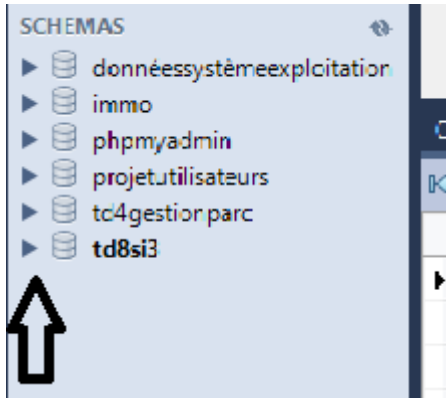 SCHEMAS
donnéessystèmeexploitation
immo
phpmyadmin
projetutilisateurs
td4gestionparc
td8si3